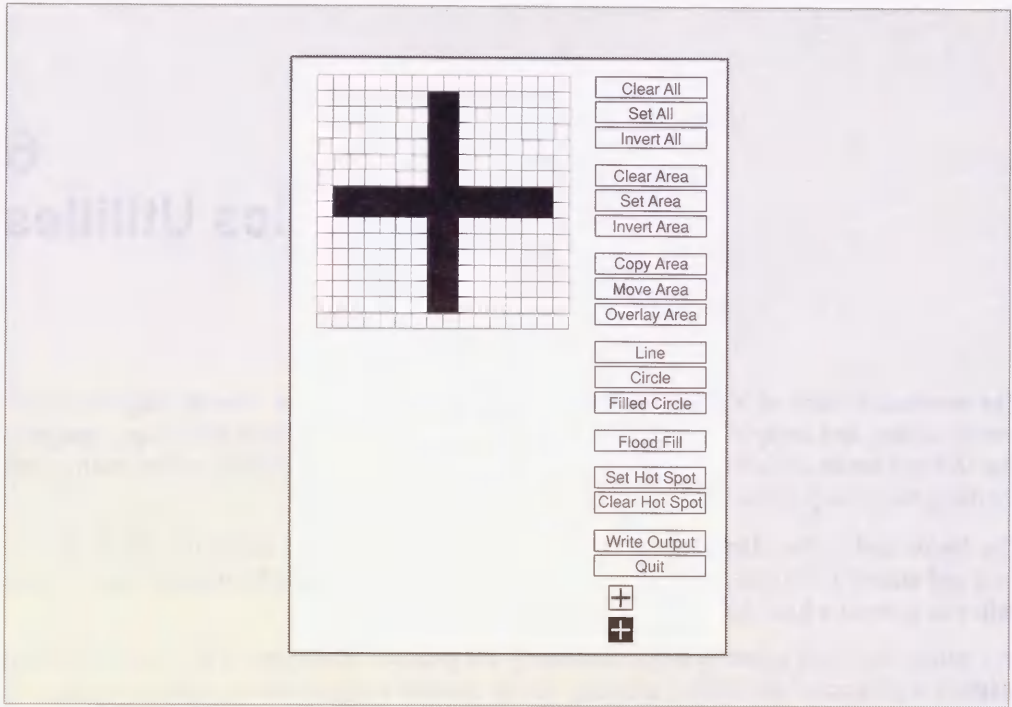 Clear All
Set All
Invert All
Clear Area
Set Area
Invert Area
Copy Area
Move Area
Overlay Area
Line
Circle
Filled Circle
Flood Fill
Set Hot Spot
Clear Hot Spot
Write Output
Quit